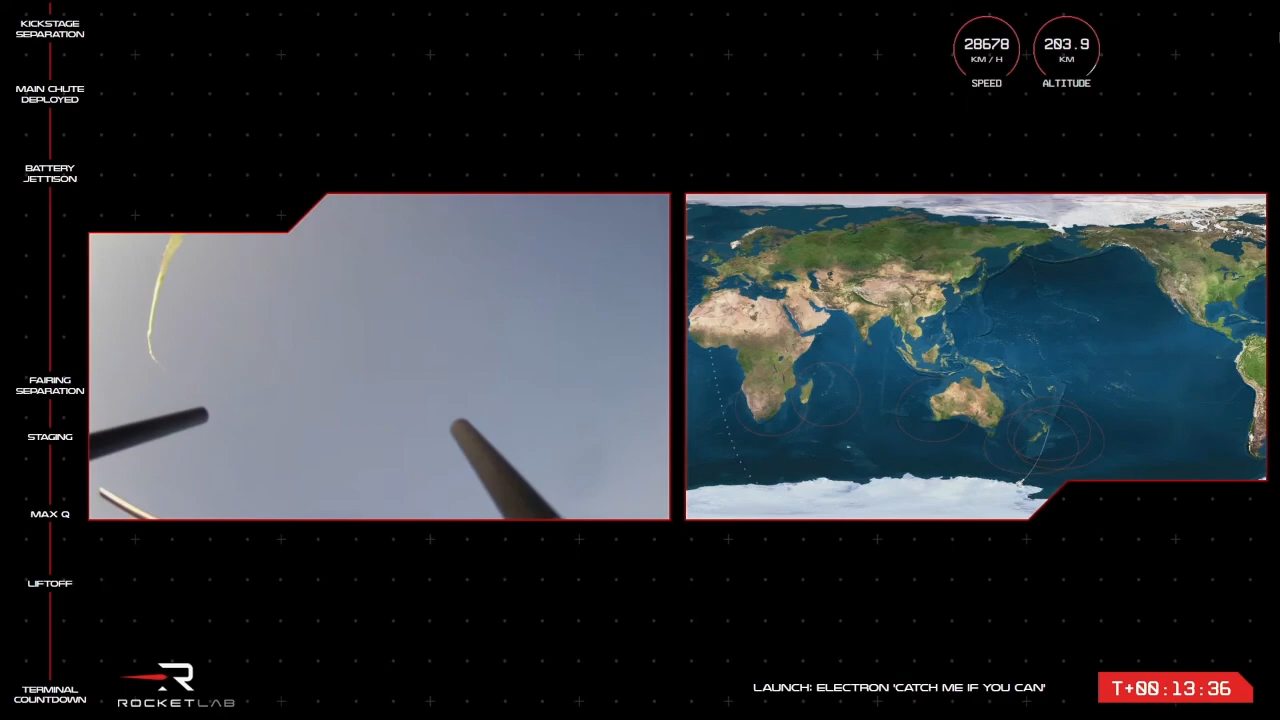 KICKSTAGE
SEPARATION
MAIN CHUTE
DEPLOYED
BATTERY
JETTISON
FAIRING
SEPARATION
STAGING
MAX Q
LIFTOFF
TERMINAL
COUNTDOWN
28678
KM/H
SPEED
203.9
KM
ALTITUDE
ROCKETLAB
LAUNCH: ELECTRON 'CATCH ME IF YOU CAN'
T+00:13:36